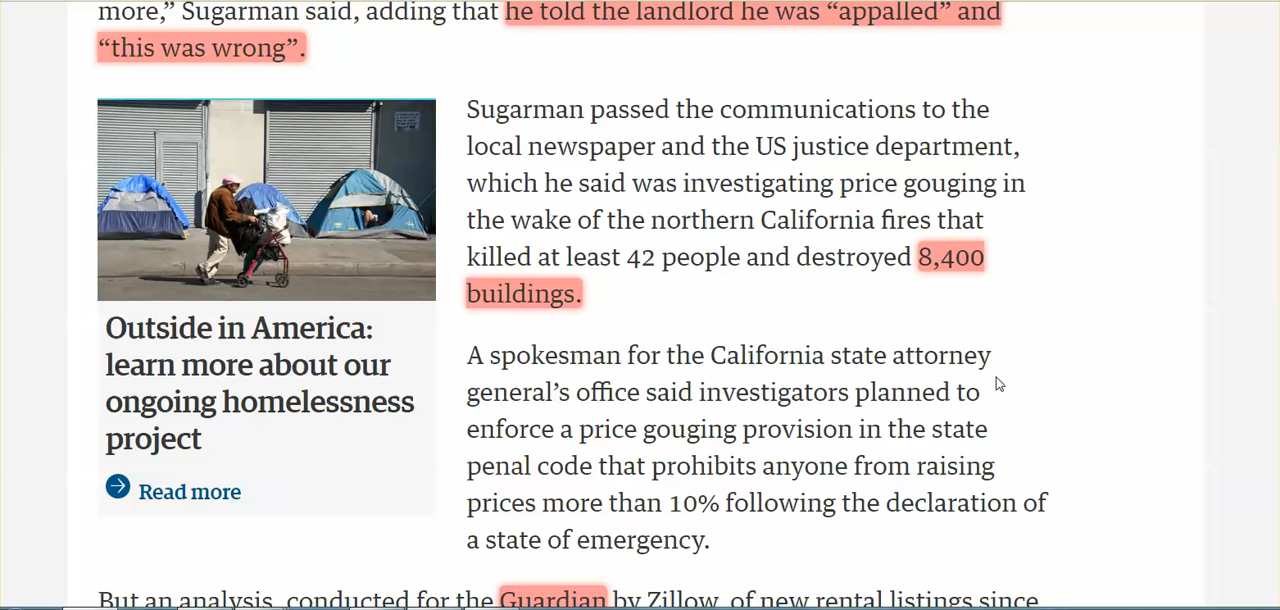 more,” Sugarman said, adding that he told the landlord he was “appalled” and
“this was wrong”.
Outside in America:
learn more about our
ongoing homelessness
project
Read more
Sugarman passed the communications to the
local newspaper and the US justice department,
which he said was investigating price gouging in
the wake of the northern California fires that
killed at least 42 people and destroyed 8,400
buildings.
A spokesman for the California state attorney
general’s office said investigators planned to
enforce a price gouging provision in the state
penal code that prohibits anyone from raising
prices more than 10% following the declaration of
a state of emergency.
But an analysis, conducted for the Guardian by Zillow, of new rental listings since